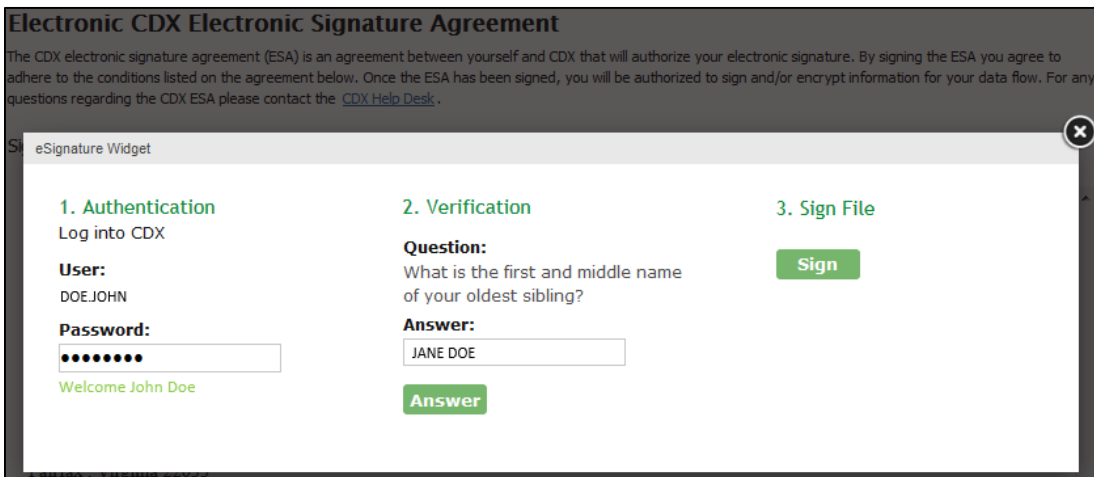 Electronic CDX Electronic Signature Agreement
The CDX electronic signature agreement (ESA) is an agreement between yourself and CDX that will authorize your electronic signature. By signing the ESA you agree to
adhere to the conditions listed on the agreement below. Once the ESA has been signed, you will be authorized to sign and/or encrypt information for your data flow. For any
questions regarding the CDX ESA please contact the CDX Help Desk.
eSignature Widget
1. Authentication
Log into CDX
User:
DOE.JOHN
Password:
Welcome John Doe
2. Verification
Question:
What is the first and middle name
of your oldest sibling?
Answer:
JANE DOE
Answer
3. Sign File
Sign